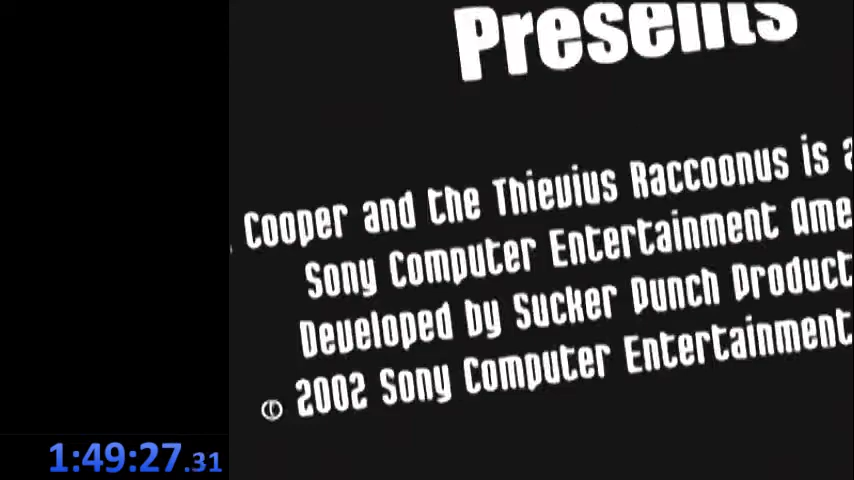 Presents
Cooper and the Thievius Raccoonus is a
Sony Computer Entertainment Ame
Developed by Sucker Punch Product
© 2002 Sony Computer Entertainment
1:49:27.31